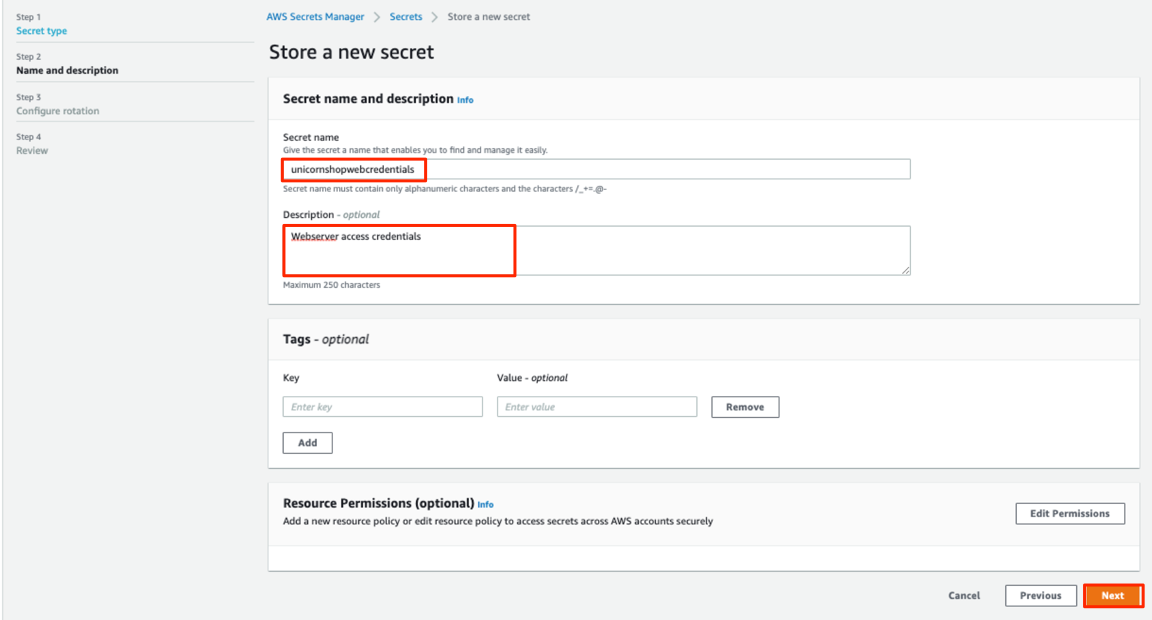 Step 1
Secret type
Step 2
Name and description
Step 3
Configure rotation
Step 4
Review
AWS Secrets Manager > Secrets > Store a new secret
Store a new secret
Secret name and description Info
Secret name
Give the secret a name that enables you to find and manage it easily.
unicornshopwebcredentials
Secret name must contain only alphanumeric characters and the characters /_+=.@-
Description - optional
Webserver access credentials
Maximum 250 characters
Tags - optional
Key Value - optional
Enter key Enter value Remove
Add
Resource Permissions (optional) Info
Add a new resource policy or edit resource policy to access secrets across AWS accounts securely
Edit Permissions
Cancel Previous Next